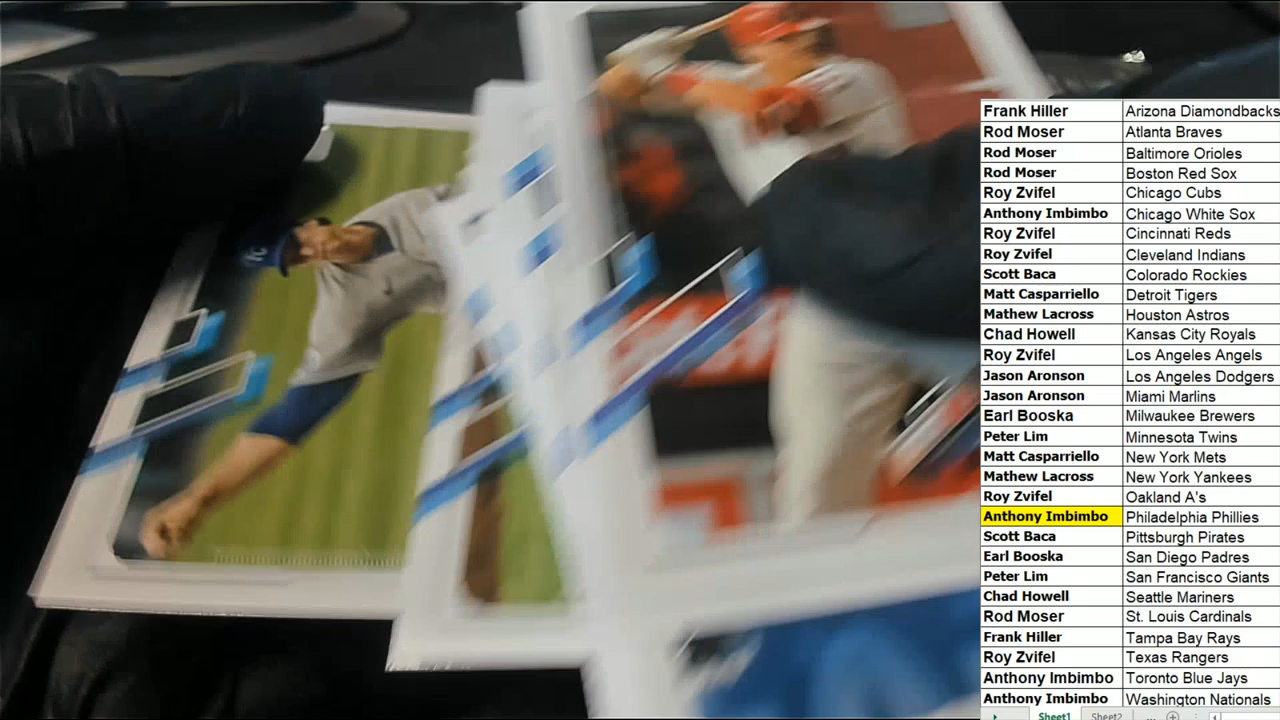 Frank Hiller Arizona Diamondbacks
Rod Moser Atlanta Braves
Rod Moser Baltimore Orioles
Rod Moser Boston Red Sox
Roy Zvifel Chicago Cubs
Anthony Imbimbo Chicago White Sox
Roy Zvifel Cincinnati Reds
Roy Zvifel Cleveland Indians
Scott Baca Colorado Rockies
Matt Casparriello Detroit Tigers
Mathew Lacross Houston Astros
Chad Howell Kansas City Royals
Roy Zvifel Los Angeles Angels
Jason Aronson Los Angeles Dodgers
Jason Aronson Miami Marlins
Earl Booska Milwaukee Brewers
Peter Lim Minnesota Twins
Matt Casparriello New York Mets
Mathew Lacross New York Yankees
Roy Zvifel Oakland A's
Anthony Imbimbo Philadelphia Phillies
Scott Baca Pittsburgh Pirates
Earl Booska San Diego Padres
Peter Lim San Francisco Giants
Chad Howell Seattle Mariners
Rod Moser St. Louis Cardinals
Frank Hiller Tampa Bay Rays
Roy Zvifel Texas Rangers
Anthony Imbimbo Toronto Blue Jays
Anthony Imbimbo Washington Nationals
Sheet1 Sheet2 ...